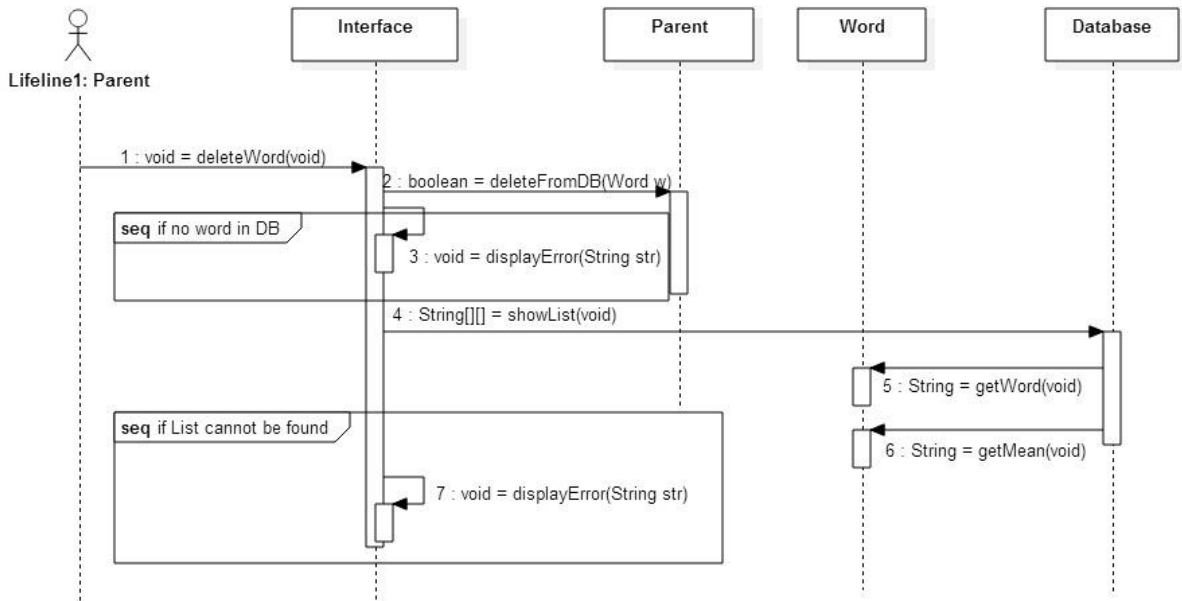 Interface
Parent
Word
Database
Lifeline1: Parent
1 : void = deleteWord(void)
2 : boolean = deleteFromDB(Word w)
seq if no word in DB
3 : void = displayError(String str)
4 : String[][] = showList(void)
5 : String = getWord(void)
seq if List cannot be found
6 : String = getMean(void)
7 : void = displayError(String str)